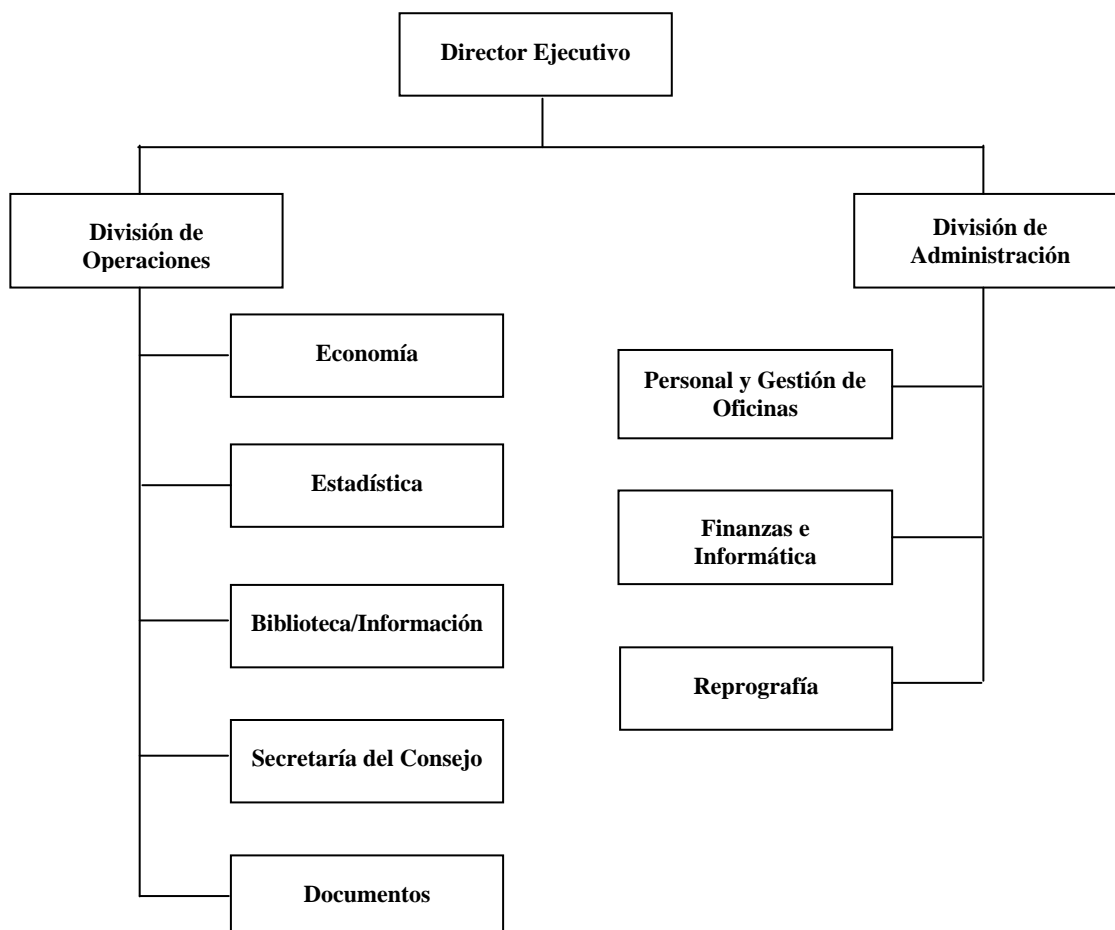 Director Ejecutivo
División de
Operaciones
División de
Administración
Economía
Personal y Gestión de
Oficinas
Estadística
Finanzas e
Informática
Biblioteca/Información
Reprografía
Secretaría del Consejo
Documentos